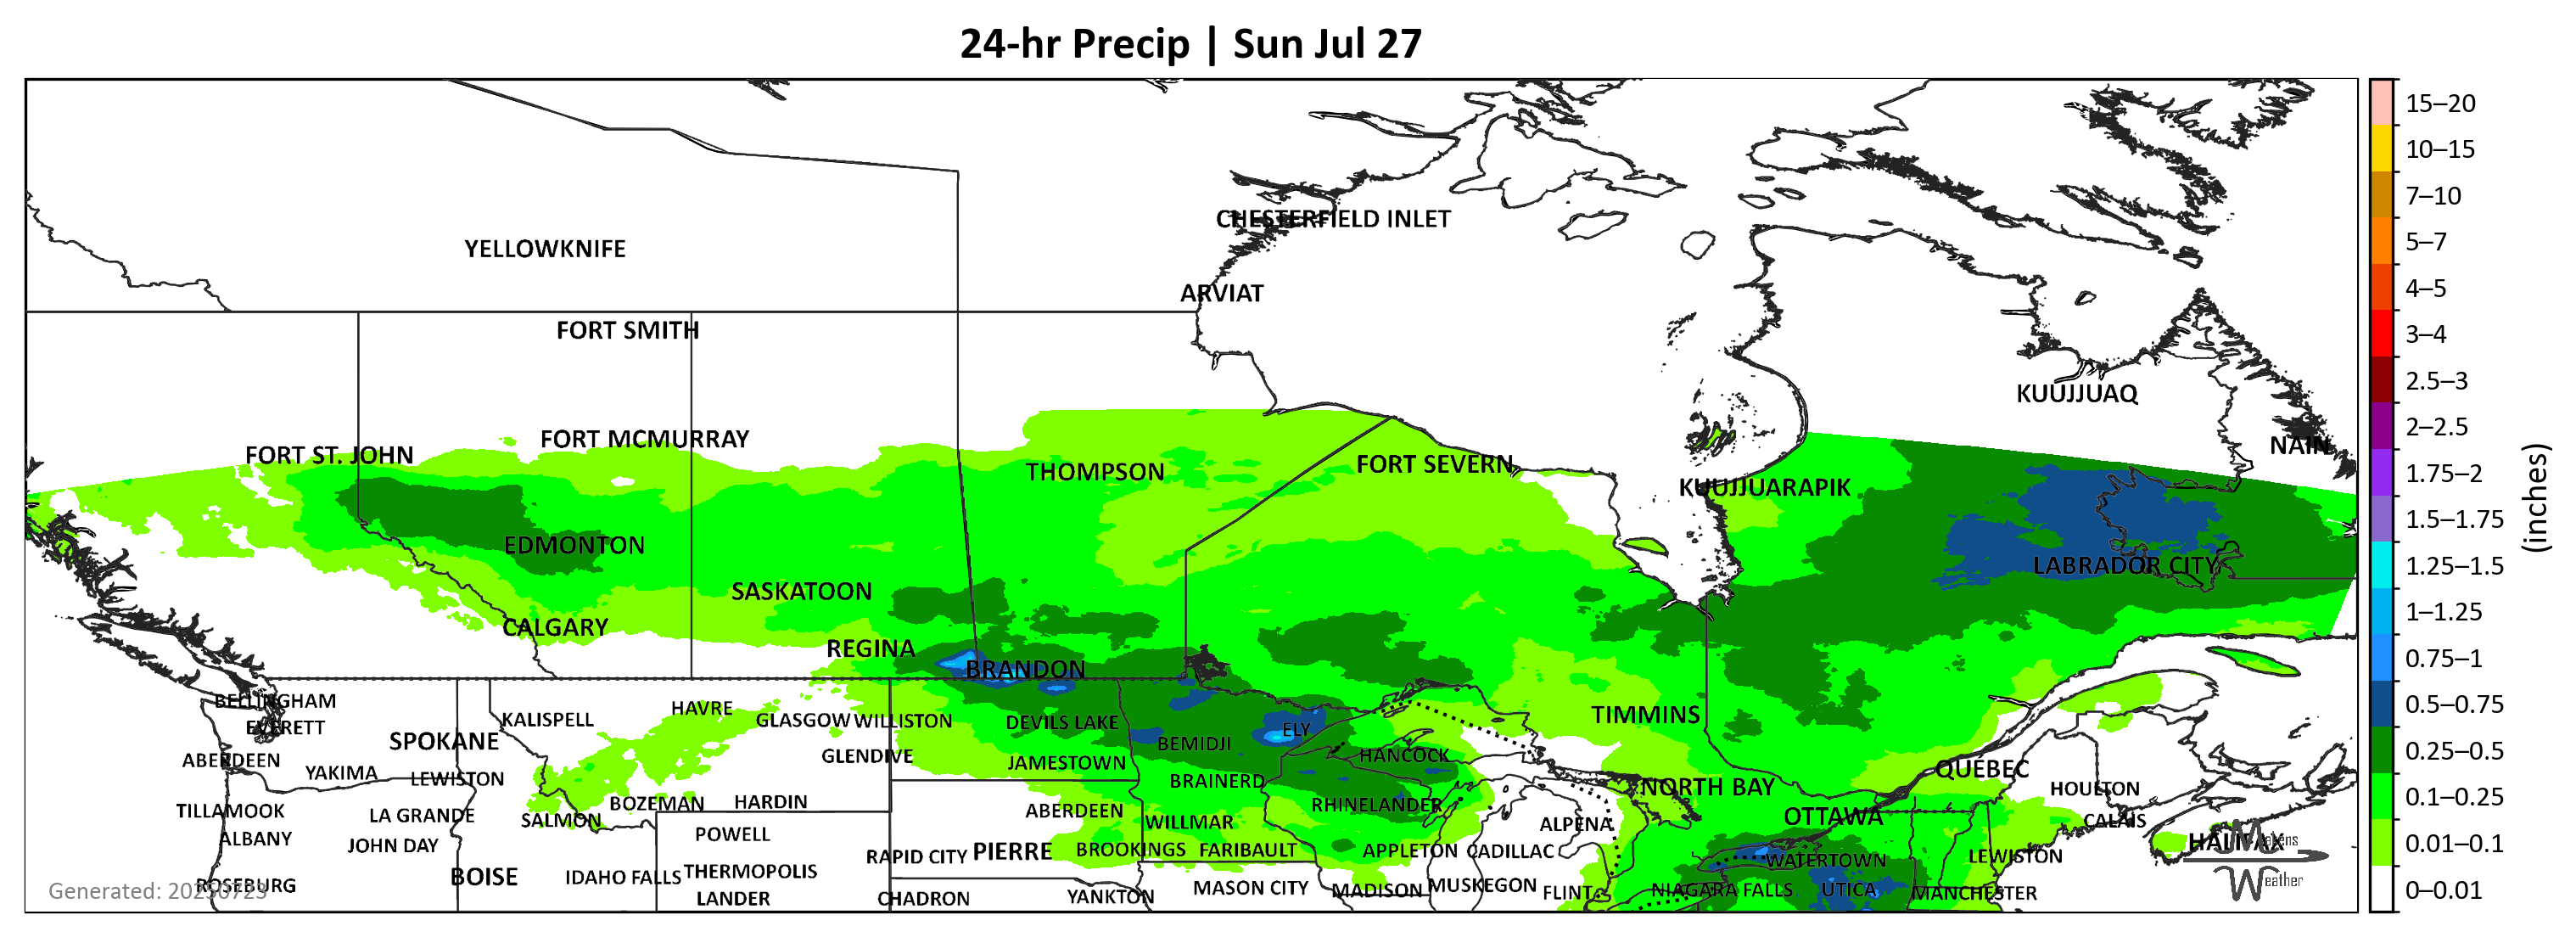 24-hr Precip | Sun Jul 27
15–20
10–15
7–10
5–7
4–5
3–4
2.5–3
2–2.5
1.75–2
1.5–1.75
1.25–1.5
1–1.25
0.75–1
0.5–0.75
0.25–0.5
0.1–0.25
0.01–0.1
0–0.01
(inches)
CHESTERFIELD INLET
YELLOWKNIFE
ARVIAT
FORT SMITH
KUUJJUAQ
FORT MCMURRAY
NAIN
FORT ST. JOHN
FORT SEVERN
THOMPSON
KUUJJUARAPIK
EDMONTON
LABRADOR CITY
SASKATOON
CALGARY
REGINA
BRANDON
BELLINGHAM
HAVRE
TIMMINS
KALISPELL
GLASGOW
WILLISTON
DEVILS LAKE
EVERETT
ELY
SPOKANE
BEMIDJI
ABERDEEN
GLENDIVE
JAMESTOWN
HANCOCK
YAKIMA
LEWISTON
BRAINERD
QUÉBEC
NORTH BAY
HOULTON
BOZEMAN
HARDIN
RHINELANDER
TILLAMOOK
LA GRANDE
SALMON
ABERDEEN
WILLMAR
ALPENA
OTTAWA
CALAIS
ALBANY
POWELL
HALIFAX
Matens
JOHN DAY
RAPID CITY
PIERRE
BROOKINGS
FARIBAULT
APPLETON
CADILLAC
WATERTOWN
LEWISTON
BOISE
IDAHO FALLS
THERMOPOLIS
Weather
Generated: 20250723
ROSEBURG
LANDER
CHADRON
YANKTON
MASON CITY
MADISON
MUSKEGON
FLINT
NIAGARA FALLS
UTICA
MANCHESTER